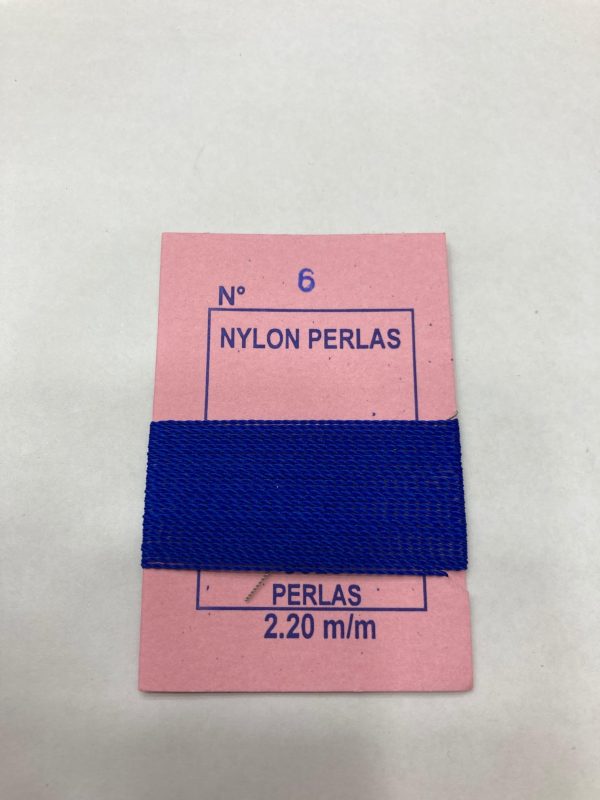 6
N°
NYLON PERLAS
PERLAS
2.20 m/m